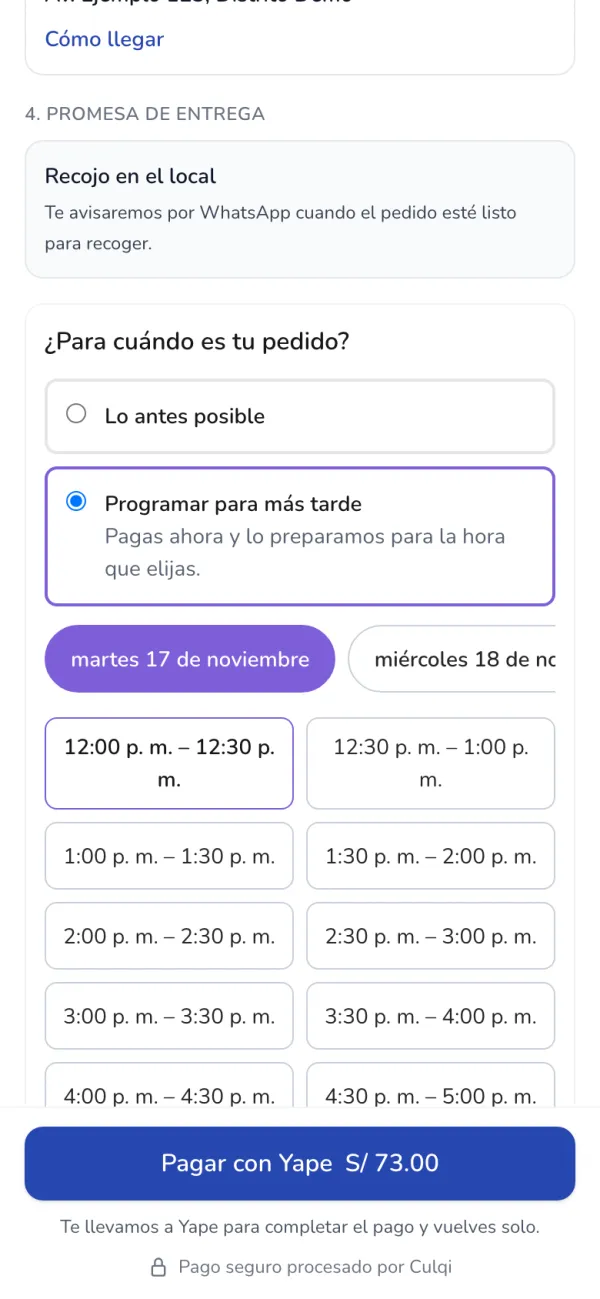 Cómo llegar
4. PROMESA DE ENTREGA
Recojo en el local
Te avisaremos por WhatsApp cuando el pedido esté listo
para recoger.
¿Para cuándo es tu pedido?
Lo antes posible
Programar para más tarde
Pagas ahora y lo preparamos para la hora
que elijas.
martes 17 de noviembre
miércoles 18 de no
12:00 p. m. – 12:30 p.
m.
12:30 p. m. – 1:00 p.
m.
1:00 p. m. – 1:30 p. m.
1:30 p. m. – 2:00 p. m.
2:00 p. m. – 2:30 p. m.
2:30 p. m. – 3:00 p. m.
3:00 p. m. – 3:30 p. m.
3:30 p. m. – 4:00 p. m.
4:00 p. m. – 4:30 p. m.
4:30 p. m. – 5:00 p. m.
Pagar con Yape S/ 73.00
Te llevamos a Yape para completar el pago y vuelves solo.
Pago seguro procesado por Culqi